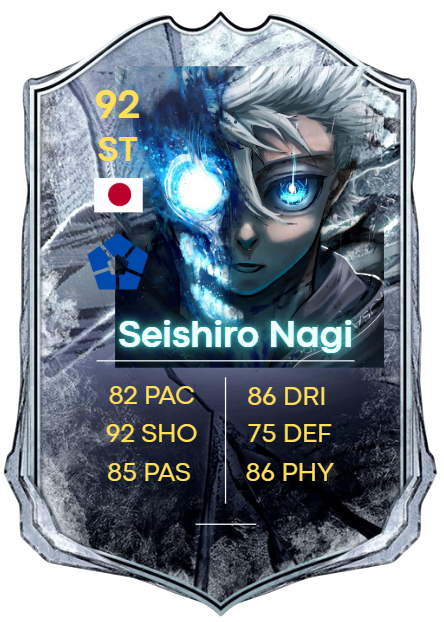 92
ST
Seishiro Nagi
82 PAC
86 DRI
92 SHO
75 DEF
85 PAS
86 PHY